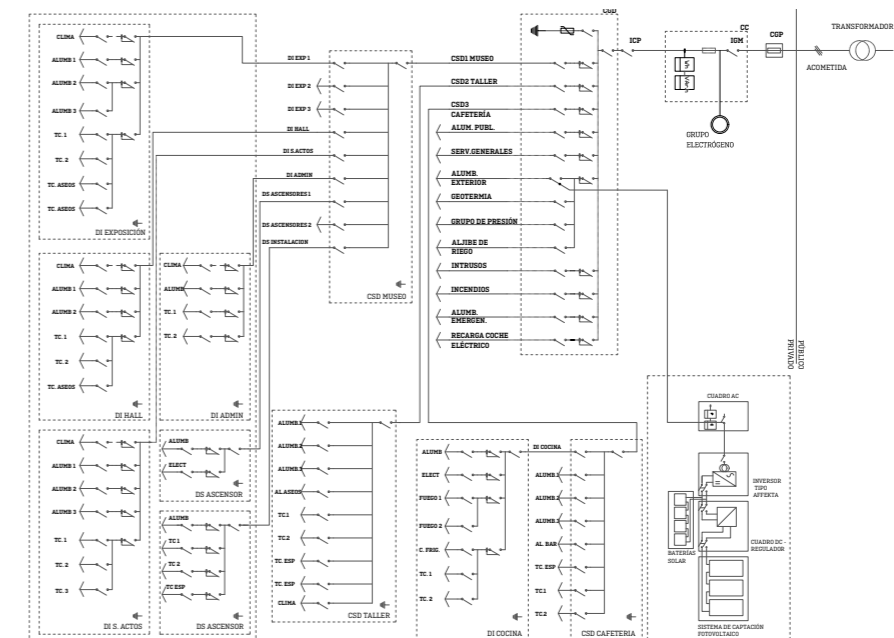 CGD
TRANSFORMADOR
CC
CGP
ICP
IGM
ACOMETIDA
GRUPO
ELECTRÓGENO
PÚBLICO
PRIVADO
CLIMA
ALUMB 1
ALUMB 2
ALUMB 3
TC. 1
TC. 2
TC. ASEOS
TC. ASEOS
DI EXPOSICIÓN
DI EXP 1
DI EXP 2
DI EXP 3
DI HALL
DI S.ACTOS
DI ADMIN
DS ASCENSORES 1
DS ASCENSORES 2
DS INSTALACION
CSD MUSEO
CSD1 MUSEO
CSD2 TALLER
CSD3
CAFETERÍA
ALUM. PUBL.
SERV.GENERALES
ALUMB.
EXTERIOR
GEOTERMIA
GRUPO DE PRESIÓN
ALJIBE DE
RIEGO
INTRUSOS
INCENDIOS
ALUMB.
EMERGEN.
RECARGA COCHE
ELÉCTRICO
CLIMA
ALUMB 1
ALUMB 2
TC. 1
TC. 2
TC. ASEOS
DI HALL
CLIMA
ALUMB
TC. 1
TC. 2
DI ADMIN
CLIMA
ALUMB 1
ALUMB 2
ALUMB 3
TC. 1
TC. 2
TC. 3
DI S. ACTOS
ALUMB
ELECT
DS ASCENSOR
ALUMB
TC 1
TC 2
TC ESP
DS ASCENSOR
ALUMB.1
ALUMB.2
ALUMB.3
AL.ASEOS
TC.1
TC.2
TC. ESP
TC. ESP
CLIMA
CSD TALLER
ALUMB
ELECT
FUEGO 1
FUEGO 2
C. FRIG.
TC. 1
TC. 2
DI COCINA
DI COCINA
ALUMB.1
ALUMB.2
ALUMB.3
AL. BAR
TC. ESP
TC.1
TC.2
CSD CAFETERIA
CUADRO AC
INVERSOR
TIPO
AFFEKTA
BATERÍAS
SOLAR
CUADRO DC -
REGULADOR
SISTEMA DE CAPTACIÓN
FOTOVOLTAICO